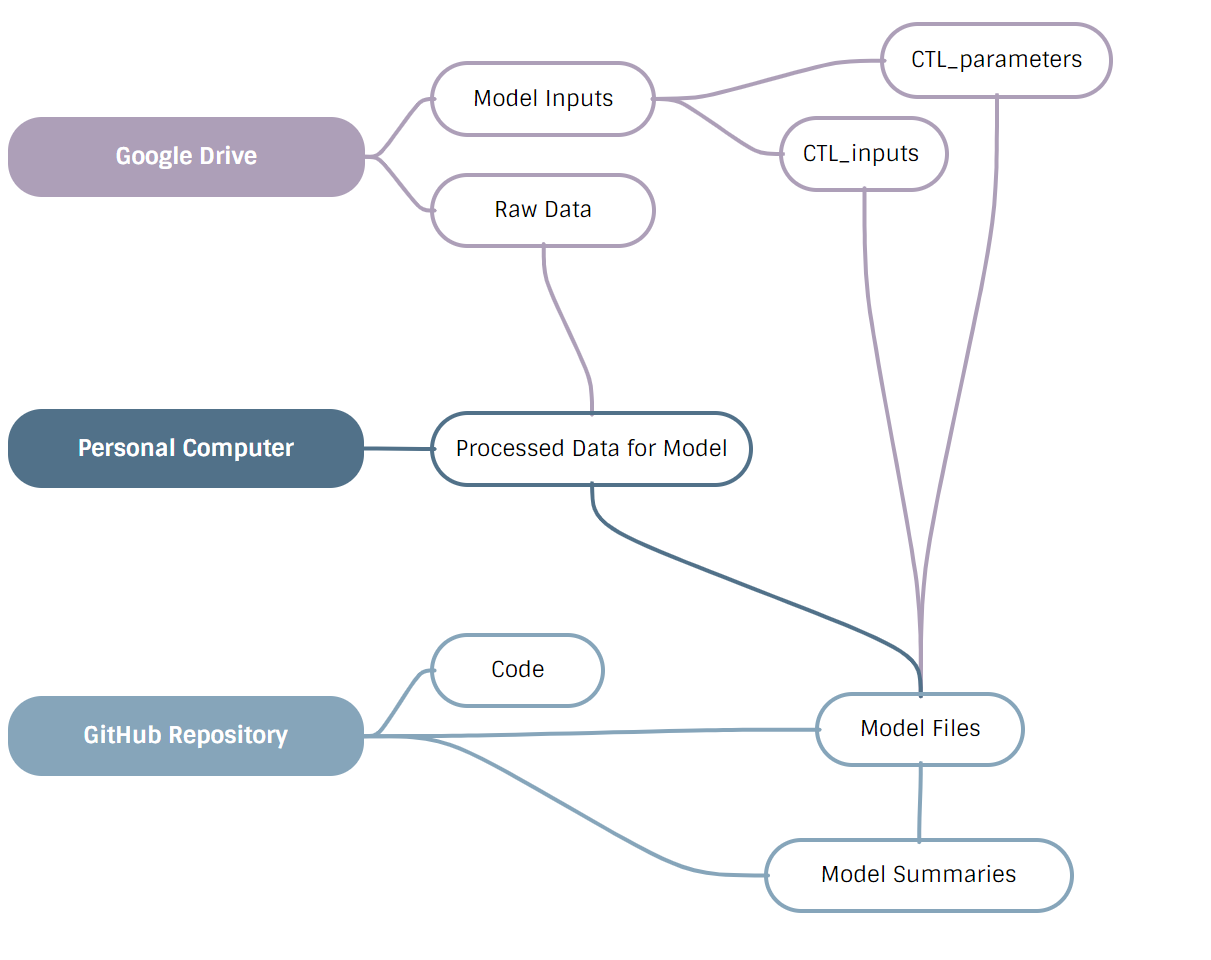 CTL_parameters
Model Inputs
CTL_inputs
Google Drive
Raw Data
Personal Computer
Processed Data for Model
Code
GitHub Repository
Model Files
Model Summaries